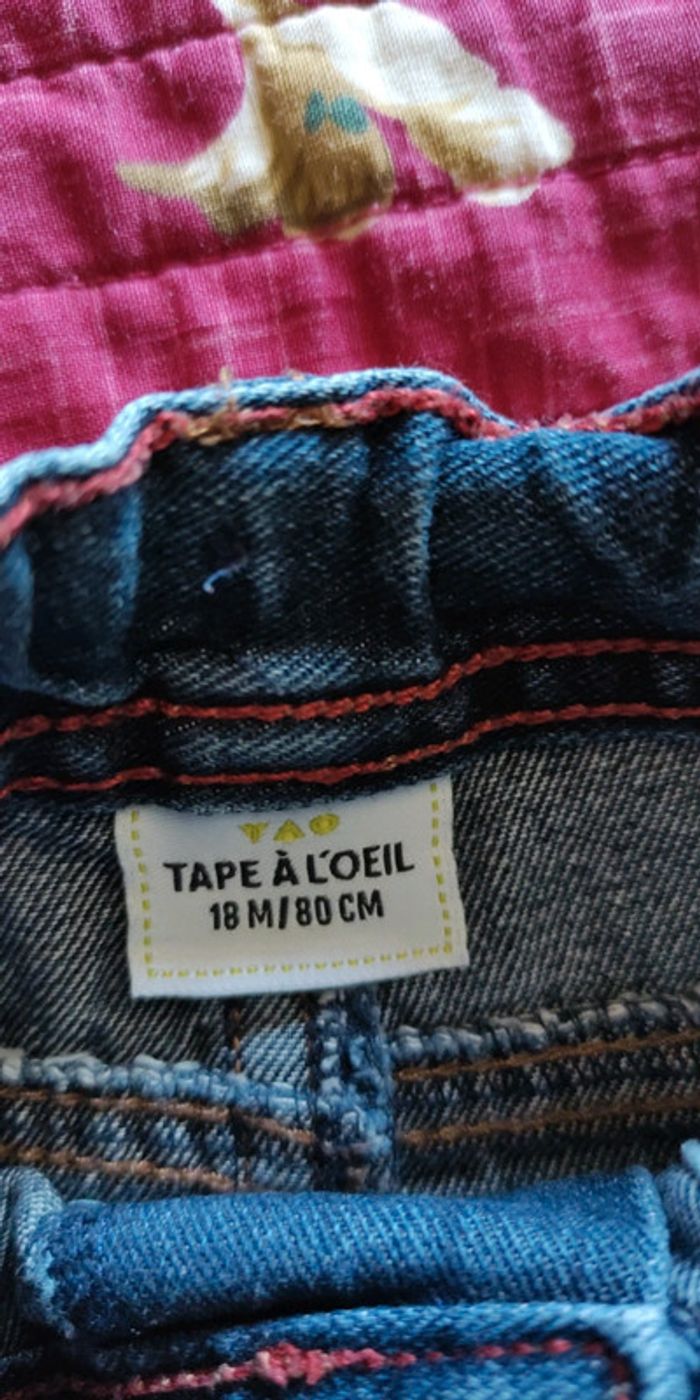 TAO
TAPE À L'OEIL
18 M/80 CM